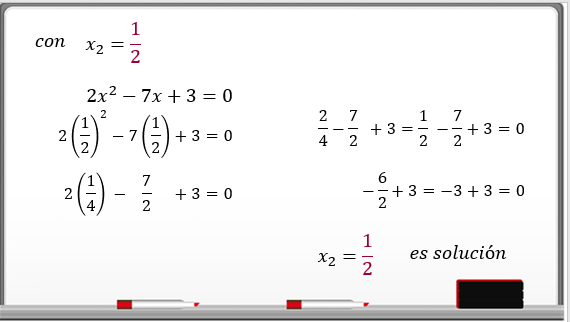 con x₂ = 1/2
2x² − 7x + 3 = 0
2(1/2)² − 7(1/2) + 3 = 0
2(1/4) − 7/2 + 3 = 0
2/4 − 7/2 + 3 = 1/2 − 7/2 + 3 = 0
−6/2 + 3 = −3 + 3 = 0
x₂ = 1/2 es solución